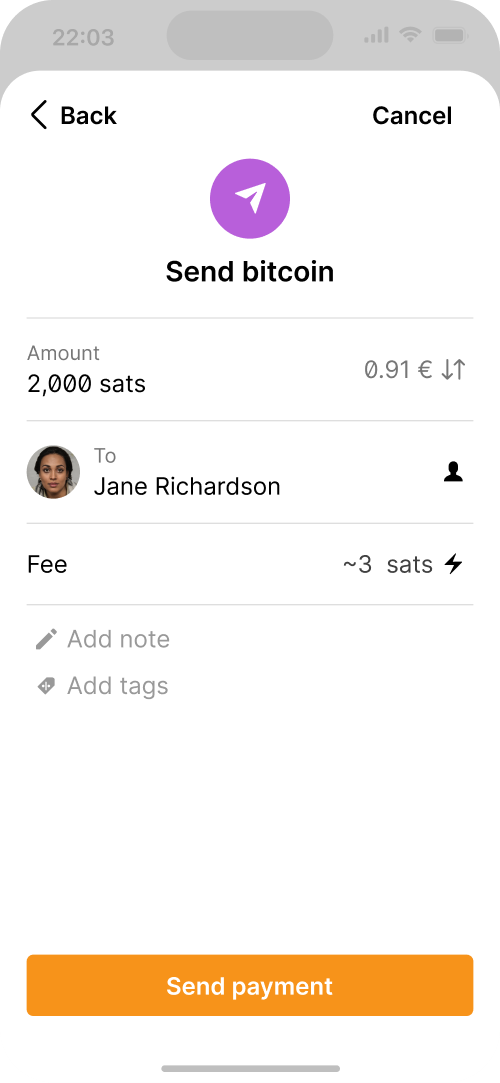 22:03
Back
Cancel
Send bitcoin
Amount
2,000 sats
0.91 €
To
Jane Richardson
Fee
~3 sats
Add note
Add tags
Send payment